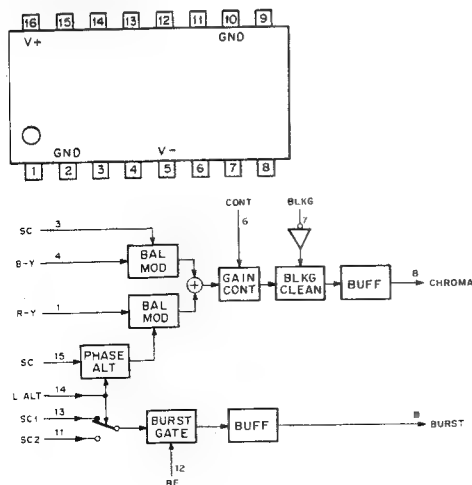 16 15 14 13 12 11 10 9
V+ GND
GND V-
1 2 3 4 5 6 7 8
CONT BLKG
SC 3 6 7
B-Y 4 BAL MOD
GAIN CONT
BLKG CLEAN
BUFF 8 CHROMA
R-Y 1 BAL MOD
SC 15 PHASE ALT
L ALT 14
SC1 13
SC2 11
BURST GATE
BUFF
BURST
12